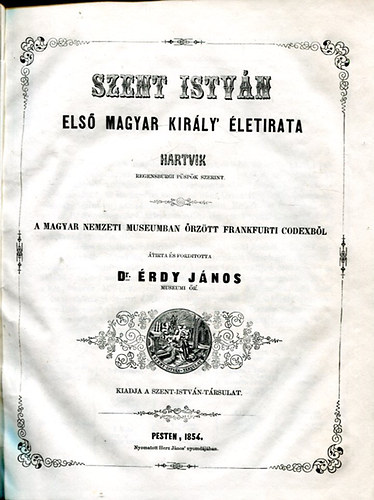 SZENT ISTVÁN
ELSŐ MAGYAR KIRÁLY' ÉLETIRATA
HARTVIK
REGENSBURGI PÜSPÖK SZERINT.
A MAGYAR NEMZETI MUSEUMBAN ŐRZÖTT FRANKFURTI CODEXBŐL
ÁTIRTA ÉS FORDITOTTA
Dr. ÉRDY JÁNOS
MUSEUMI ŐR.
KIADJA A SZENT-ISTVÁN-TÁRSULAT.
PESTEN, 1854.
Nyomatott Herz János' nyomdájában.